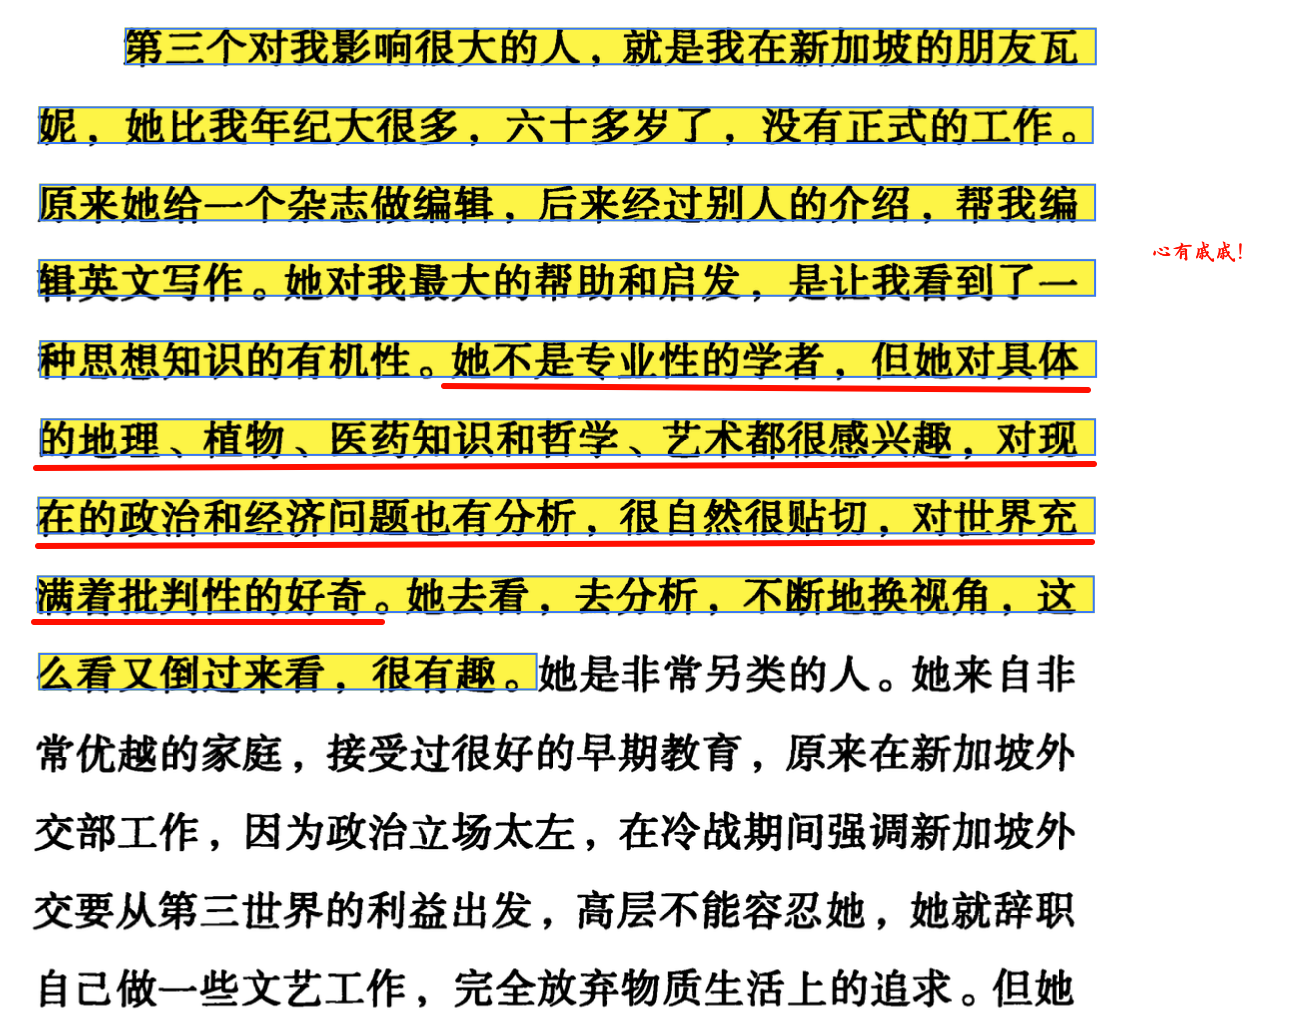 第三个对我影响很大的人，就是我在新加坡的朋友瓦
妮，她比我年纪大很多，六十多岁了，没有正式的工作。
原来她给一个杂志做编辑，后来经过别人的介绍，帮我编
心有戚戚！
辑英文写作。她对我最大的帮助和启发，是让我看到了一
种思想知识的有机性。她不是专业性的学者，但她对具体
的地理、植物、医药知识和哲学、艺术都很感兴趣，对现
在的政治和经济问题也有分析，很自然很贴切，对世界充
满着批判性的好奇。她去看，去分析，不断地换视角，这
么看又倒过来看，很有趣。她是非常另类的人。她来自非
常优越的家庭，接受过很好的早期教育，原来在新加坡外
交部工作，因为政治立场太左，在冷战期间强调新加坡外
交要从第三世界的利益出发，高层不能容忍她，她就辞职
自己做一些文艺工作，完全放弃物质生活上的追求。但她